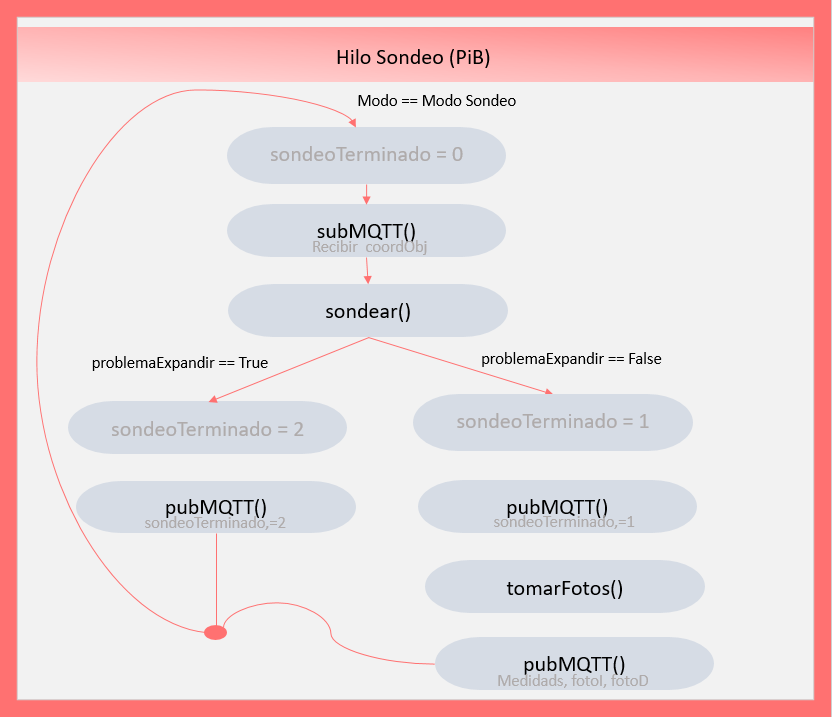 Hilo Sondeo (PiB)
Modo == Modo Sondeo
sondeoTerminado = 0
subMQTT()
Recibir coordObj
sondear()
problemaExpandir == True
problemaExpandir == False
sondeoTerminado = 2
sondeoTerminado = 1
pubMQTT()
sondeoTerminado,=2
pubMQTT()
sondeoTerminado,=1
tomarFotos()
pubMQTT()
Medidads, fotoI, fotoD